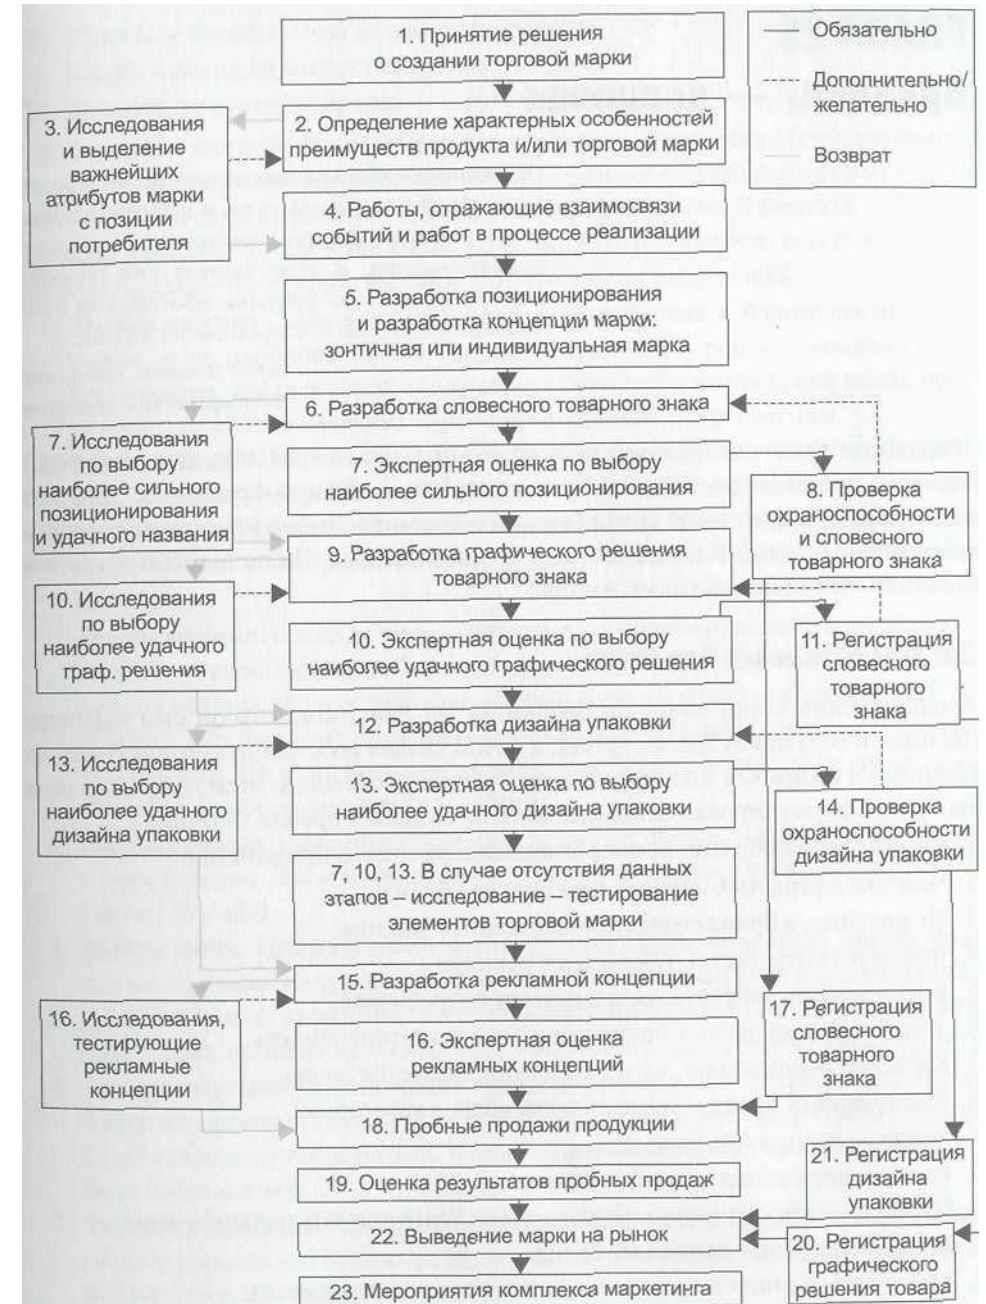 1. Принятие решения
о создании торговой марки
Обязательно
Дополнительно/
желательно
Возврат
2. Определение характерных особенностей
преимуществ продукта и/или торговой марки
3. Исследования
и выделение
важнейших
атрибутов марки
с позиции
потребителя
4. Работы, отражающие взаимосвязи
событий и работ в процессе реализации
5. Разработка позиционирования
и разработка концепции марки:
зонтичная или индивидуальная марка
6. Разработка словесного товарного знака
7. Исследования
по выбору
наиболее сильного
позиционирования
и удачного названия
7. Экспертная оценка по выбору
наиболее сильного позиционирования
8. Проверка
охраноспособности
и словесного
товарного знака
9. Разработка графического решения
товарного знака
10. Исследования
по выбору
наиболее удачного
граф. решения
10. Экспертная оценка по выбору
наиболее удачного графического решения
11. Регистрация
словесного
товарного
знака
12. Разработка дизайна упаковки
13. Исследования
по выбору
наиболее удачного
дизайна упаковки
13. Экспертная оценка по выбору
наиболее удачного дизайна упаковки
14. Проверка
охраноспособности
дизайна упаковки
7, 10, 13. В случае отсутствия данных
этапов – исследование – тестирование
элементов торговой марки
15. Разработка рекламной концепции
16. Исследования,
тестирующие
рекламные
концепции
16. Экспертная оценка
рекламных концепций
17. Регистрация
словесного
товарного
знака
18. Пробные продажи продукции
19. Оценка результатов пробных продаж
21. Регистрация
дизайна
упаковки
22. Выведение марки на рынок
20. Регистрация
графического
решения товара
23. Мероприятия комплекса маркетинга